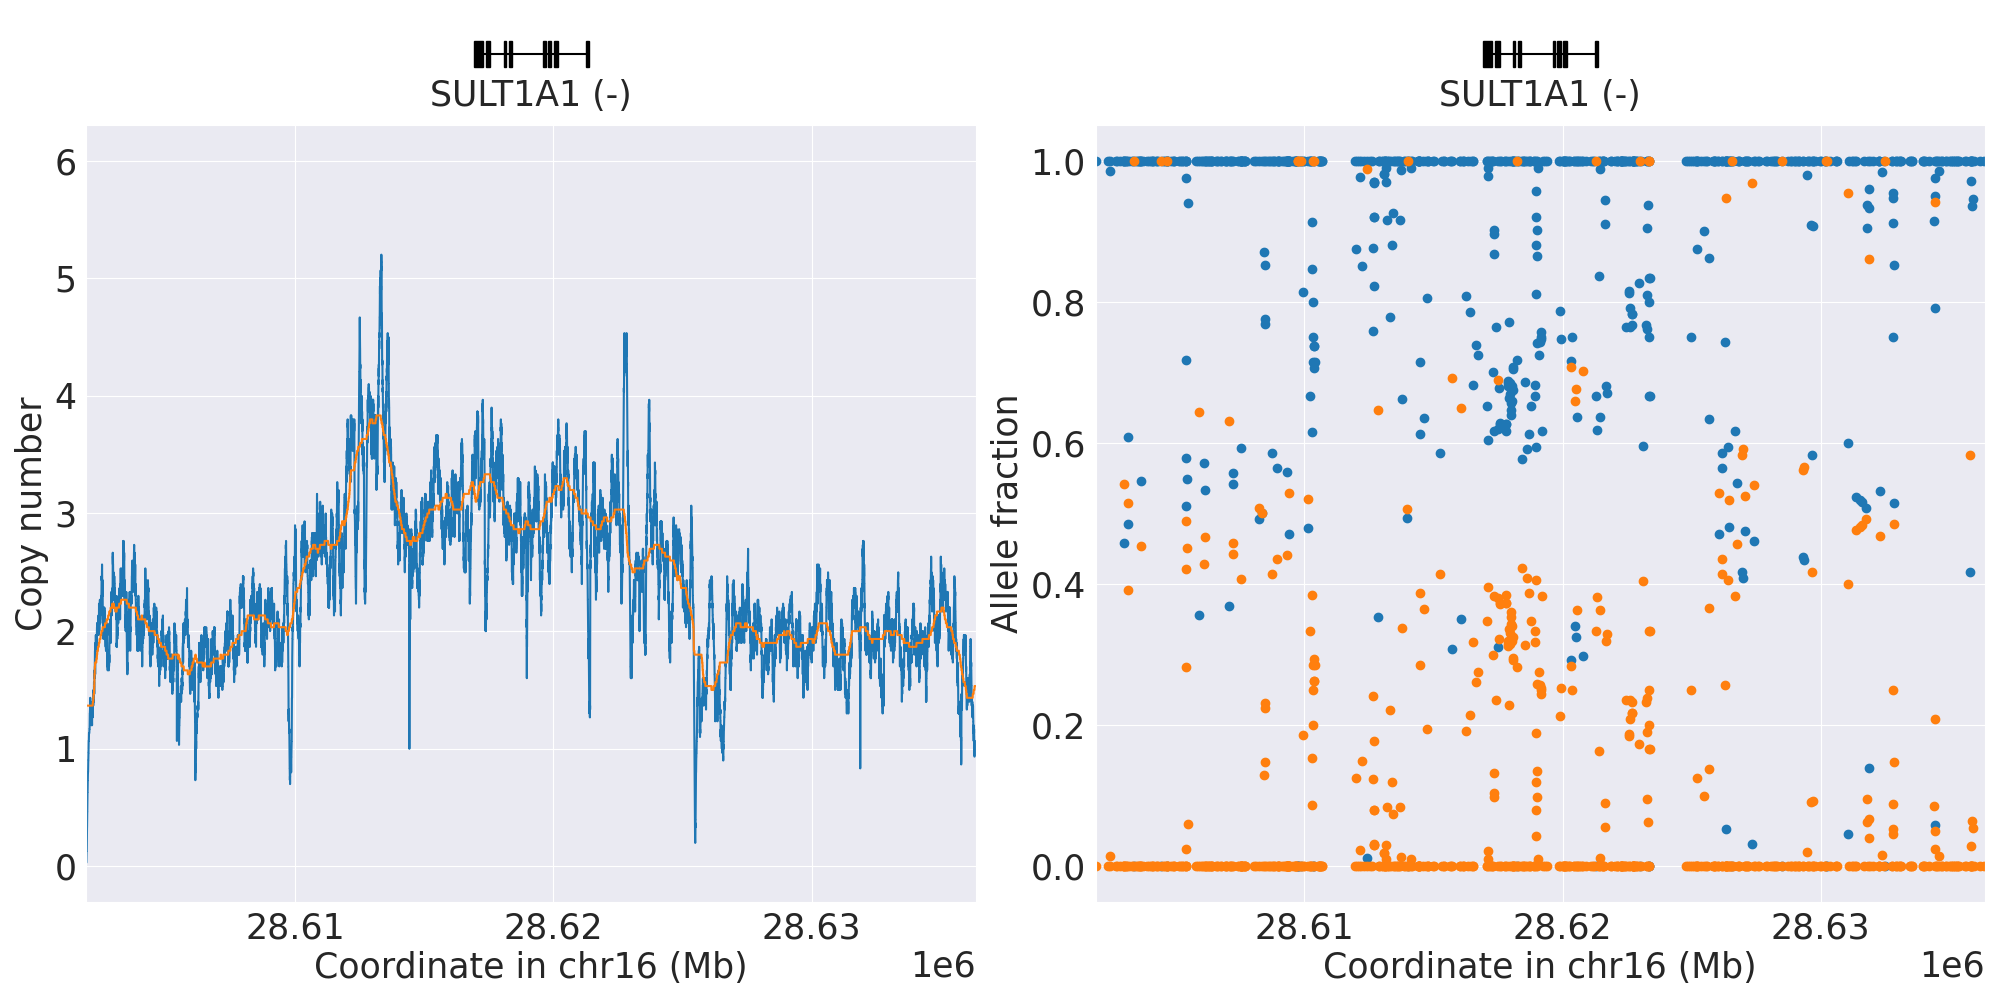 SULT1A1 (-)
6
5
4
3
2
1
0
Copy number
28.61
28.62
28.63
Coordinate in chr16 (Mb)
1e6
SULT1A1 (-)
1.0
0.8
0.6
0.4
0.2
0.0
Allele fraction
28.61
28.62
28.63
Coordinate in chr16 (Mb)
1e6